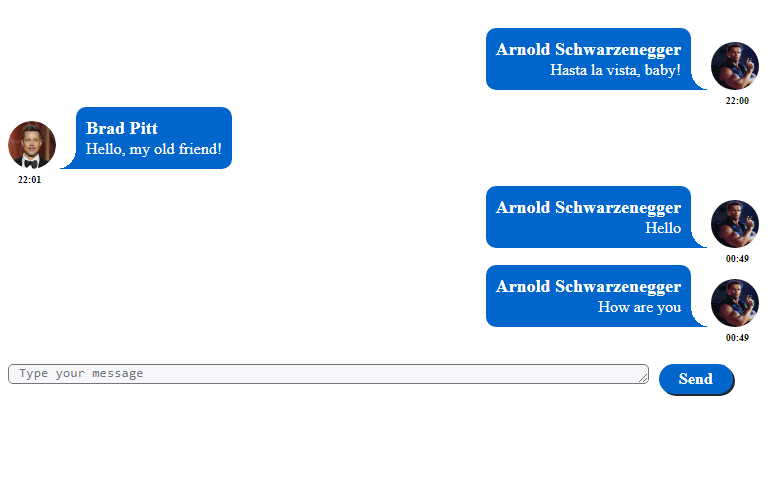 Arnold Schwarzenegger
Hasta la vista, baby!
22:00
Brad Pitt
Hello, my old friend!
22:01
Arnold Schwarzenegger
Hello
00:49
Arnold Schwarzenegger
How are you
00:49
Type your message
Send